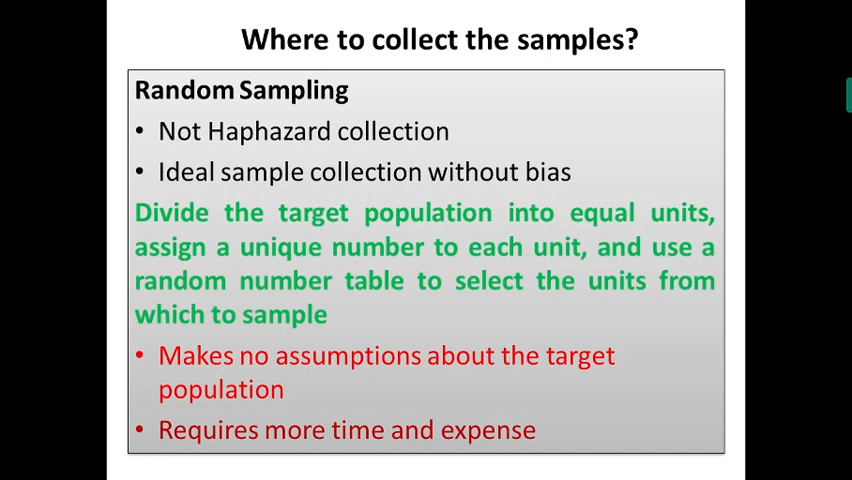 Where to collect the samples?
Random Sampling
• Not Haphazard collection
• Ideal sample collection without bias
Divide the target population into equal units,
assign a unique number to each unit, and use a
random number table to select the units from
which to sample
• Makes no assumptions about the target
population
• Requires more time and expense